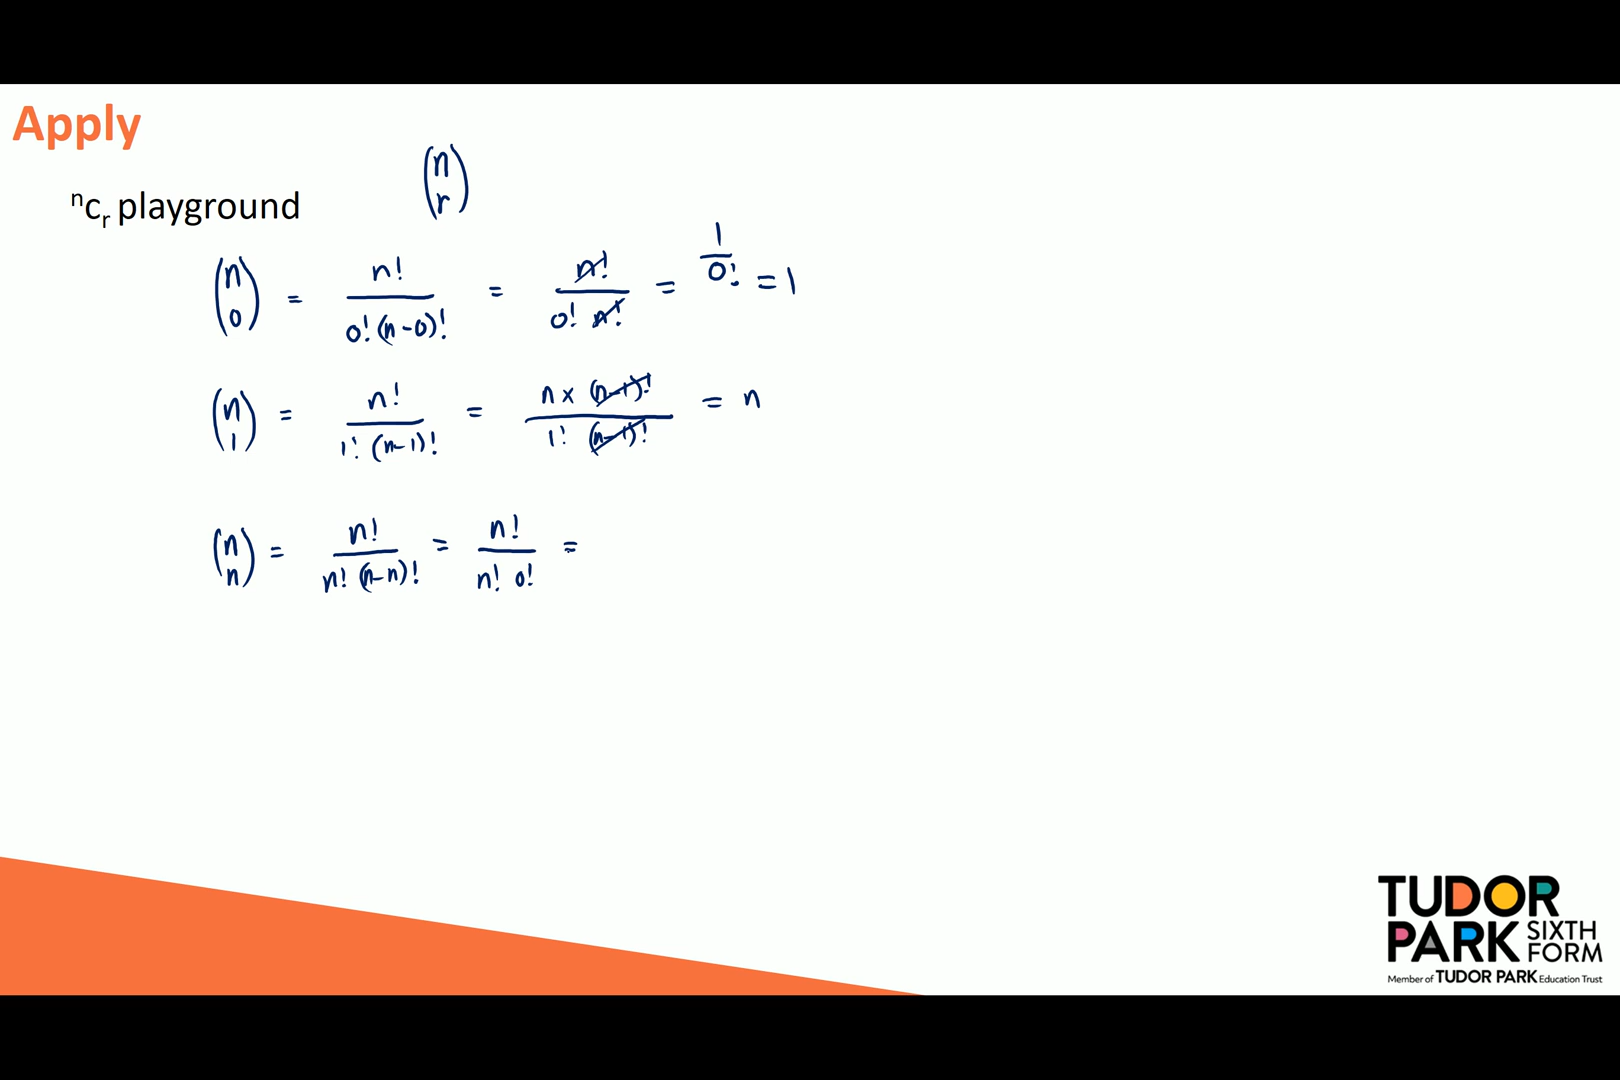 Apply
ⁿcᵣ playground
(n r)
(n 0) = n! / 0!(n-0)! = n! / 0! n! = 1 / 0! = 1
(n 1) = n! / 1!(n-1)! = n × (n-1)! / 1! (n-1)! = n
(n n) = n! / n!(n-n)! = n! / n! 0! =
TUDOR
PARK SIXTH FORM
Member of TUDOR PARK Education Trust